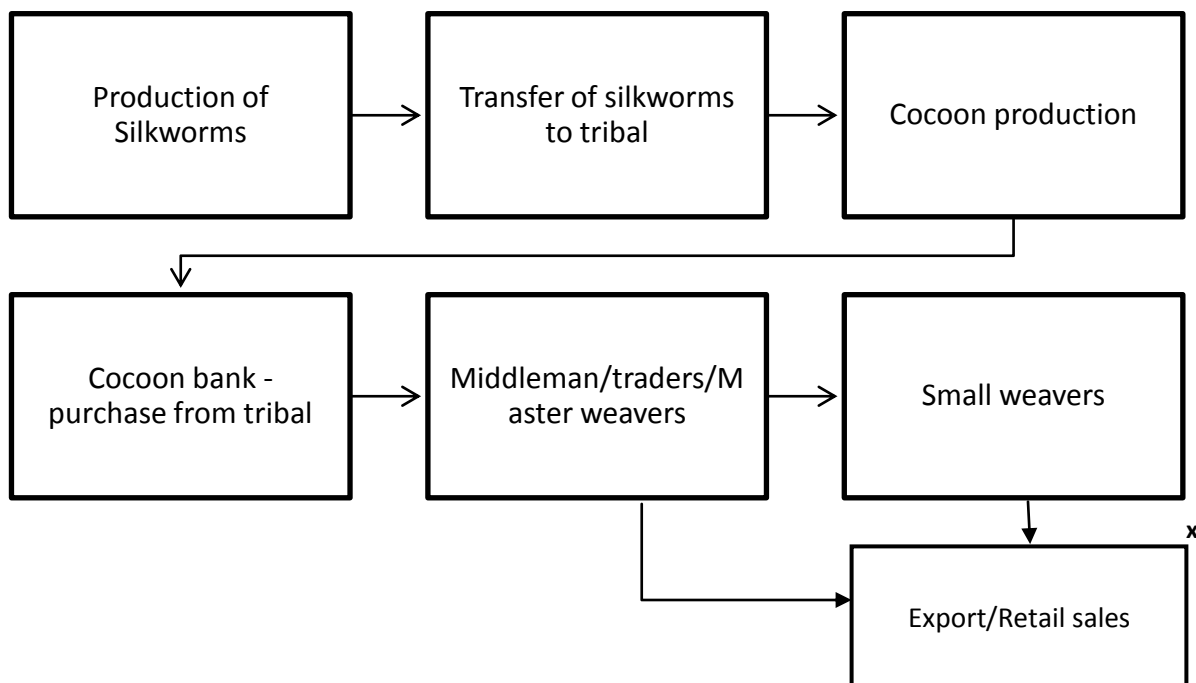 Production of
Silkworms
Transfer of silkworms
to tribal
Cocoon production
Cocoon bank -
purchase from tribal
Middleman/traders/M
aster weavers
Small weavers
x
Export/Retail sales